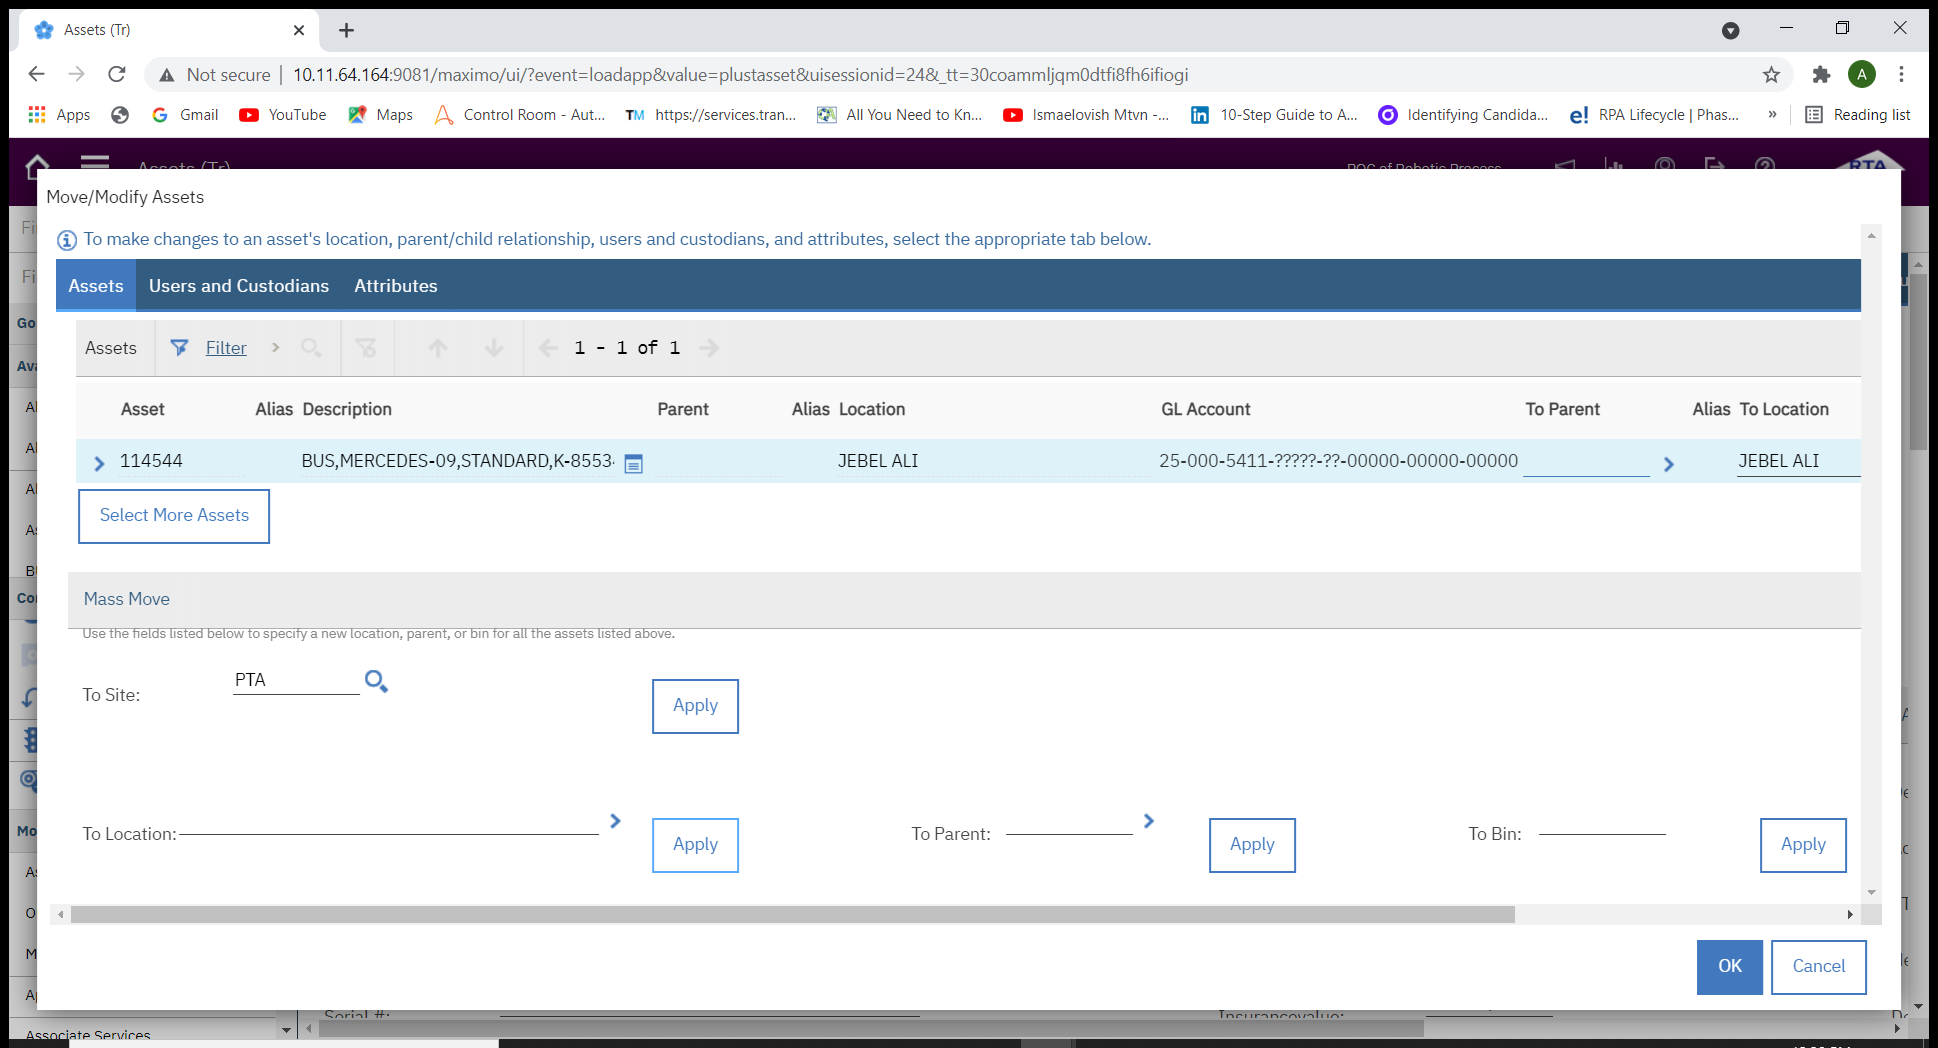 Assets (Tr)
Not secure | 10.11.64.164:9081/maximo/ui/?event=loadapp&value=plustasset&uisessionid=24&_tt=30coammljqm0dtfi8fh6ifiogi
A
Apps Gmail YouTube Maps Control Room - Aut... TM https://services.tran... All You Need to Kn... Ismaelovish Mtvn -... 10-Step Guide to A... Identifying Candida... e! RPA Lifecycle | Phas... » Reading list
Assets (Tr) POC of Robotic Process RTA
Move/Modify Assets
To make changes to an asset's location, parent/child relationship, users and custodians, and attributes, select the appropriate tab below.
Assets Users and Custodians Attributes
Assets Filter 1 - 1 of 1
Asset Alias Description Parent Alias Location GL Account To Parent Alias To Location
114544 BUS,MERCEDES-09,STANDARD,K-8553 JEBEL ALI 25-000-5411-?????-??-00000-00000-00000 JEBEL ALI
Select More Assets
Mass Move
Use the fields listed below to specify a new location, parent, or bin for all the assets listed above.
To Site: PTA Apply
To Location: Apply To Parent: Apply To Bin: Apply
OK Cancel
Serial #: Insurancevalue:
Associate Services